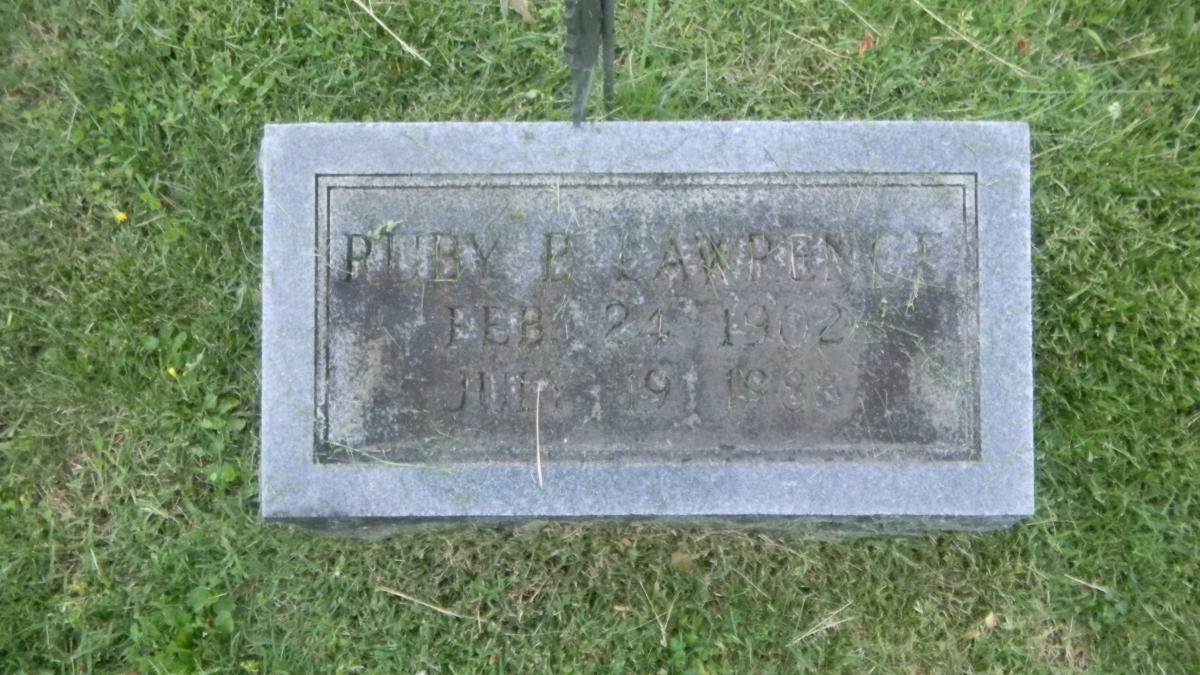 RUBY B LAWRENCE
FEB. 24 1902
JULY 19